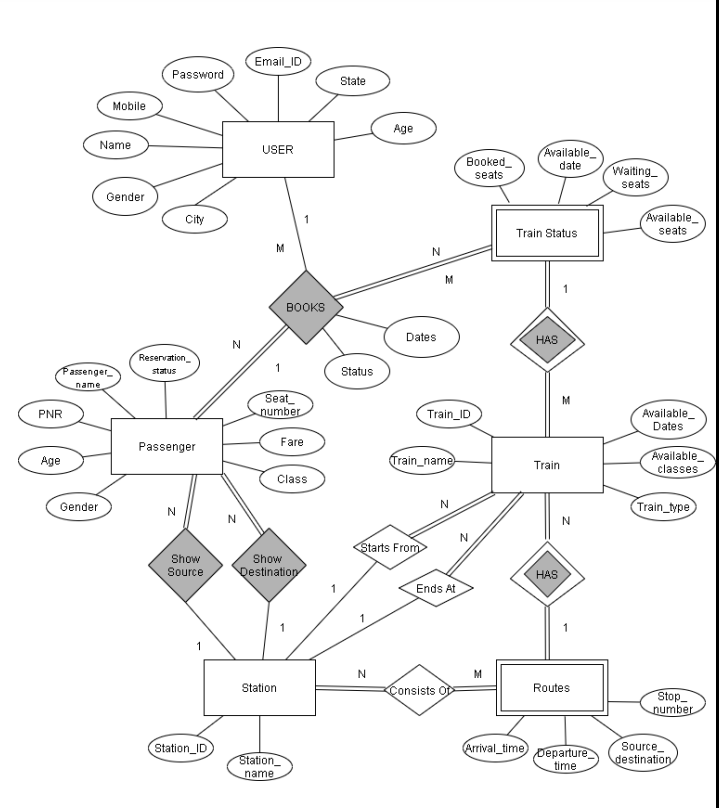 Email_ID
Password
State
Mobile
Age
Name
USER
Gender
City
1
M
Booked_
seats
Available_
date
Waiting_
seats
Available_
seats
Train Status
N
M
1
BOOKS
Dates
Status
HAS
N
1
M
Passenger_
name
Reservation_
status
Seat_
number
PNR
Passenger
Fare
Age
Class
Gender
Train_ID
Available_
Dates
Train_name
Train
Available_
classes
Train_type
N
N
N
N
N
Show
Source
Show
Destination
Starts From
Ends At
HAS
1
1
1
1
1
Station
N
Consists Of
M
Routes
Stop_
number
Station_ID
Station_
name
Arrival_time
Departure_
time
Source_
destination